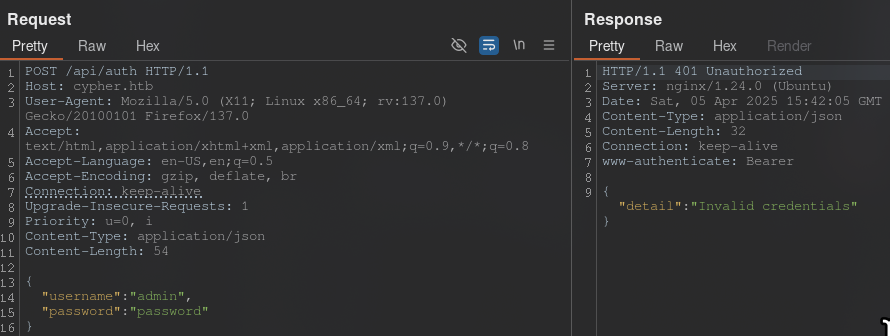 Request
Pretty Raw Hex
\n
1 POST /api/auth HTTP/1.1
2 Host: cypher.htb
3 User-Agent: Mozilla/5.0 (X11; Linux x86_64; rv:137.0)
Gecko/20100101 Firefox/137.0
4 Accept:
text/html,application/xhtml+xml,application/xml;q=0.9,*/*;q=0.8
5 Accept-Language: en-US,en;q=0.5
6 Accept-Encoding: gzip, deflate, br
7 Connection: keep-alive
8 Upgrade-Insecure-Requests: 1
9 Priority: u=0, i
10 Content-Type: application/json
11 Content-Length: 54
12
13 {
14 "username":"admin",
15 "password":"password"
16 }
Response
Pretty Raw Hex Render
1 HTTP/1.1 401 Unauthorized
2 Server: nginx/1.24.0 (Ubuntu)
3 Date: Sat, 05 Apr 2025 15:42:05 GMT
4 Content-Type: application/json
5 Content-Length: 32
6 Connection: keep-alive
7 www-authenticate: Bearer
8
9 {
"detail":"Invalid credentials"
}